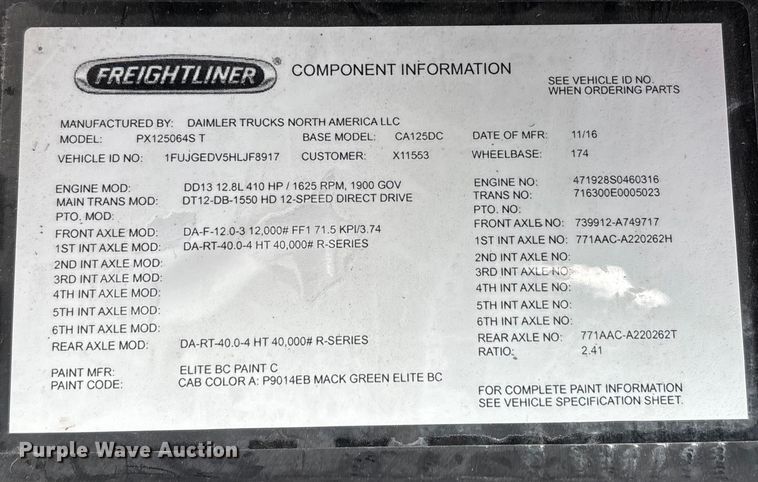 FREIGHTLINER ® COMPONENT INFORMATION
SEE VEHICLE ID NO.
WHEN ORDERING PARTS
MANUFACTURED BY: DAIMLER TRUCKS NORTH AMERICA LLC
MODEL: PX125064S T BASE MODEL: CA125DC DATE OF MFR: 11/16
VEHICLE ID NO: 1FUJGEDV5HLJF8917 CUSTOMER: X11553 WHEELBASE: 174
ENGINE MOD: DD13 12.8L 410 HP / 1625 RPM, 1900 GOV ENGINE NO: 471928S0460316
MAIN TRANS MOD: DT12-DB-1550 HD 12-SPEED DIRECT DRIVE TRANS NO: 716300E0005023
PTO. MOD: PTO. NO:
FRONT AXLE MOD: DA-F-12.0-3 12,000# FF1 71.5 KPI/3.74 FRONT AXLE NO: 739912-A749717
1ST INT AXLE MOD: DA-RT-40.0-4 HT 40,000# R-SERIES 1ST INT AXLE NO: 771AAC-A220262H
2ND INT AXLE MOD: 2ND INT AXLE NO:
3RD INT AXLE MOD: 3RD INT AXLE NO:
4TH INT AXLE MOD: 4TH INT AXLE NO:
5TH INT AXLE MOD: 5TH INT AXLE NO:
6TH INT AXLE MOD: 6TH INT AXLE NO:
REAR AXLE MOD: DA-RT-40.0-4 HT 40,000# R-SERIES REAR AXLE NO: 771AAC-A220262T
RATIO: 2.41
PAINT MFR: ELITE BC PAINT C
PAINT CODE: CAB COLOR A: P9014EB MACK GREEN ELITE BC
FOR COMPLETE PAINT INFORMATION
SEE VEHICLE SPECIFICATION SHEET.
Purple Wave Auction